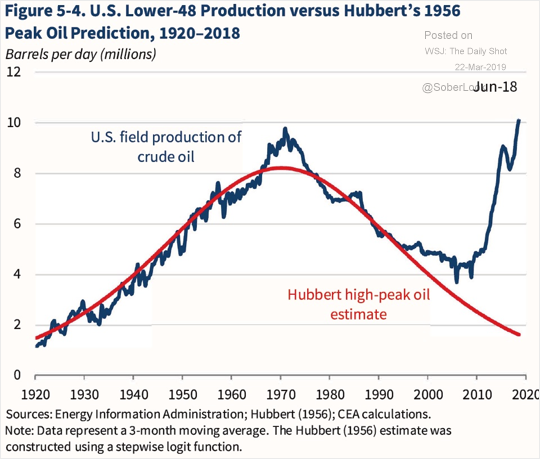 Figure 5-4. U.S. Lower-48 Production versus Hubbert's 1956
Peak Oil Prediction, 1920–2018
Barrels per day (millions)
Posted on
WSJ: The Daily Shot
22-Mar-2019
@SoberLo
Jun-18
12
10
8
6
4
2
0
U.S. field production of
crude oil
Hubbert high-peak oil
estimate
1920 1930 1940 1950 1960 1970 1980 1990 2000 2010 2020
Sources: Energy Information Administration; Hubbert (1956); CEA calculations.
Note: Data represent a 3-month moving average. The Hubbert (1956) estimate was
constructed using a stepwise logit function.